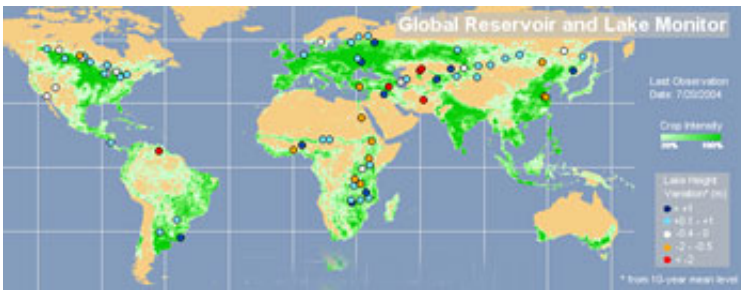 Global Reservoir and Lake Monitor
Last Observation
Date: 7/20/2004
Crop Intensity
20% 100%
Lake Height
Variation* (m)
> +1
+0.1 - +1
-0.4 - 0
-2 - -0.5
< -2
* from 10-year mean level